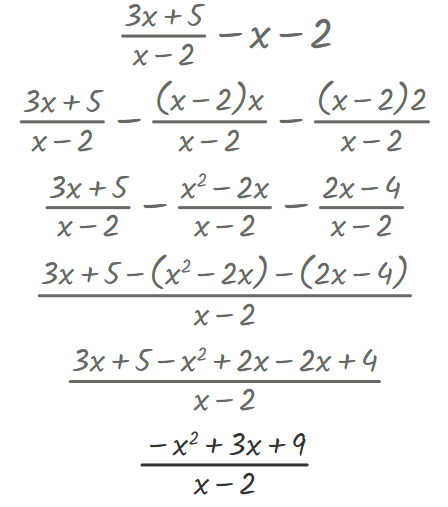 (3x + 5)/(x − 2) − x − 2
(3x + 5)/(x − 2) − ((x − 2)x)/(x − 2) − ((x − 2)2)/(x − 2)
(3x + 5)/(x − 2) − (x² − 2x)/(x − 2) − (2x − 4)/(x − 2)
(3x + 5 − (x² − 2x) − (2x − 4))/(x − 2)
(3x + 5 − x² + 2x − 2x + 4)/(x − 2)
(− x² + 3x + 9)/(x − 2)